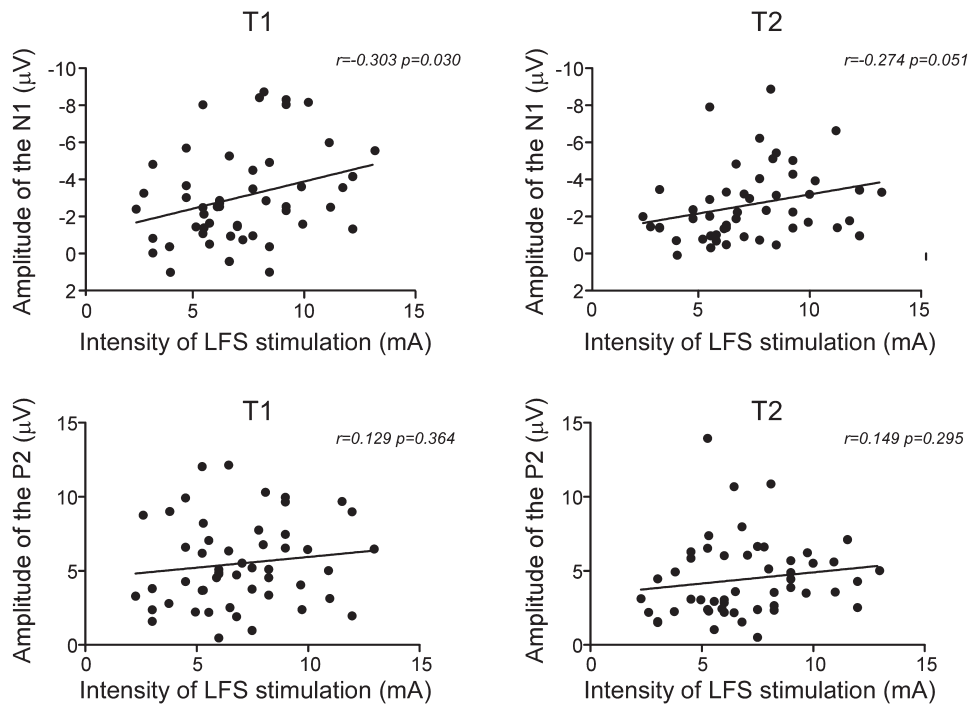 T1
r=-0.303 p=0.030
Amplitude of the N1 (μV)
-10
-8
-6
-4
-2
0
2
0
5
10
15
Intensity of LFS stimulation (mA)
T2
r=-0.274 p=0.051
Amplitude of the N1 (μV)
-10
-8
-6
-4
-2
0
2
0
5
10
15
Intensity of LFS stimulation (mA)
T1
r=0.129 p=0.364
Amplitude of the P2 (μV)
15
10
5
0
0
5
10
15
Intensity of LFS stimulation (mA)
T2
r=0.149 p=0.295
Amplitude of the P2 (μV)
15
10
5
0
0
5
10
15
Intensity of LFS stimulation (mA)